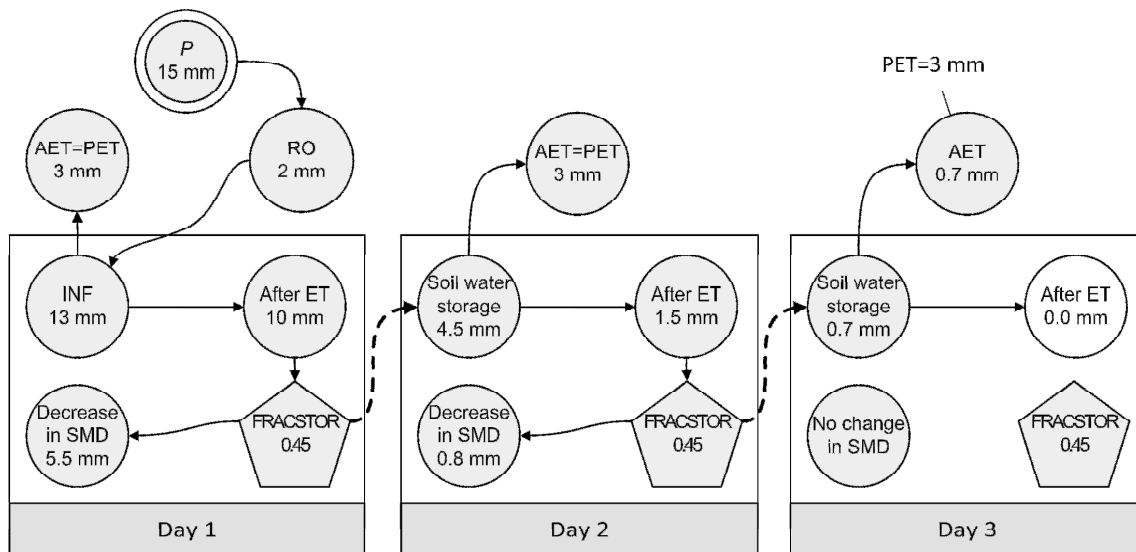 P
15 mm
PET=3 mm
AET=PET
3 mm
RO
2 mm
AET=PET
3 mm
AET
0.7 mm
INF
13 mm
After ET
10 mm
Soil water
storage
4.5 mm
After ET
1.5 mm
Soil water
storage
0.7 mm
After ET
0.0 mm
Decrease
in SMD
5.5 mm
FRACSTOR
0.45
Decrease
in SMD
0.8 mm
FRACSTOR
0.45
No change
in SMD
FRACSTOR
0.45
Day 1
Day 2
Day 3